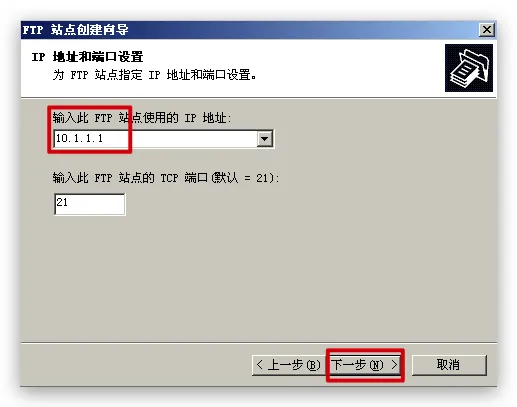 FTP 站点创建向导
IP 地址和端口设置
为 FTP 站点指定 IP 地址和端口设置。
输入此 FTP 站点使用的 IP 地址:
10.1.1.1
输入此 FTP 站点的 TCP 端口(默认 = 21):
21
< 上一步(B) 下一步(N) > 取消